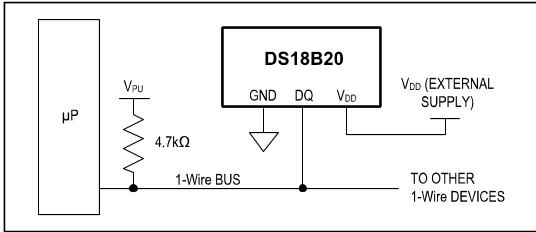 DS18B20
GND DQ VDD
VDD (EXTERNAL
SUPPLY)
VPU
µP
4.7kΩ
1-Wire BUS
TO OTHER
1-Wire DEVICES